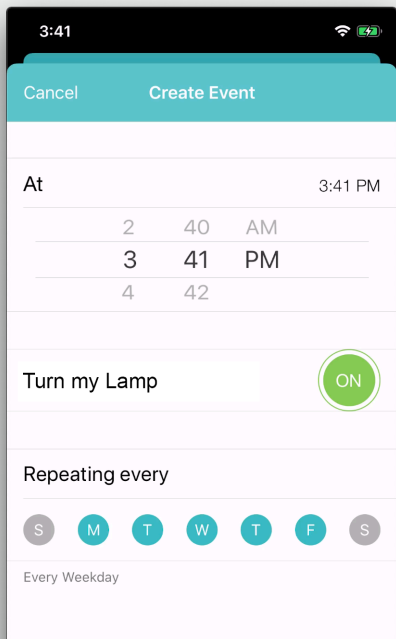 3:41
Cancel Create Event
At 3:41 PM
2 40 AM
3 41 PM
4 42
Turn my Lamp ON
Repeating every
S M T W T F S
Every Weekday